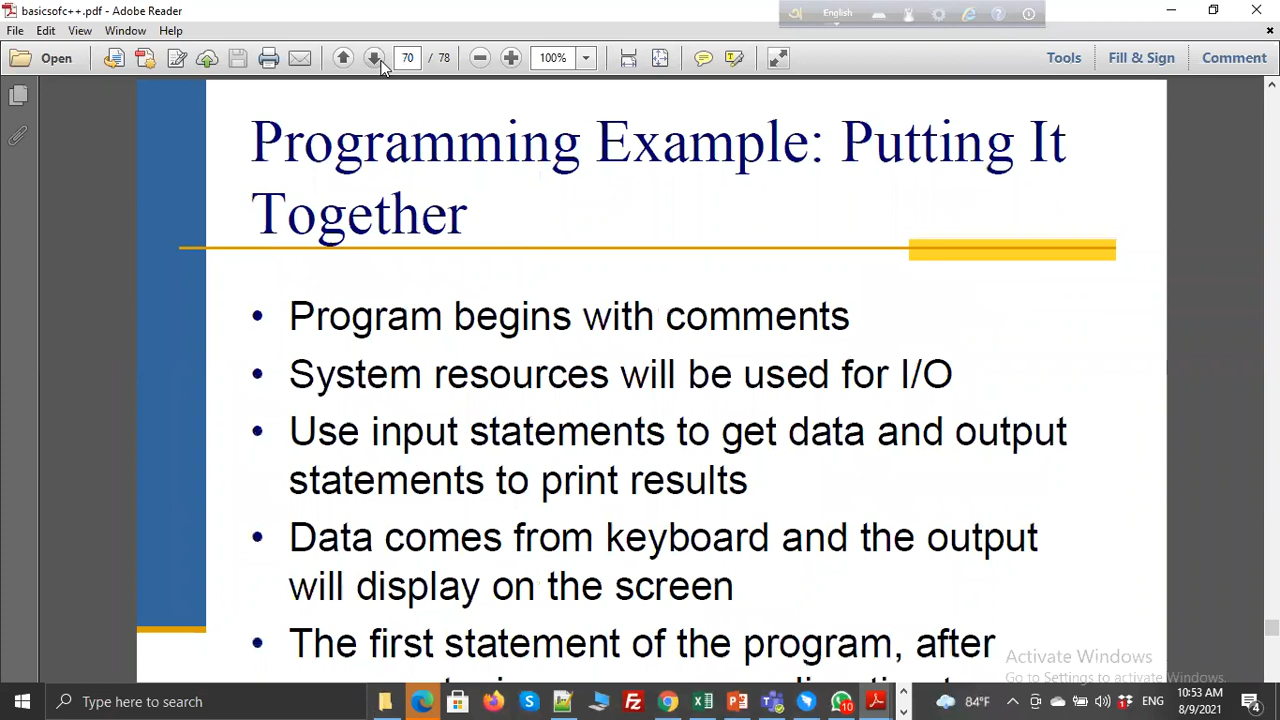 basicsofc++.pdf - Adobe Reader
English
File Edit View Window Help
Open
70 / 78
100%
Tools
Fill & Sign
Comment
Programming Example: Putting It
Together
• Program begins with comments
• System resources will be used for I/O
• Use input statements to get data and output
statements to print results
• Data comes from keyboard and the output
will display on the screen
• The first statement of the program, after
Activate Windows
Go to Settings to activate Windows.
Type here to search
10
84°F
ENG
10:53 AM
8/9/2021
4